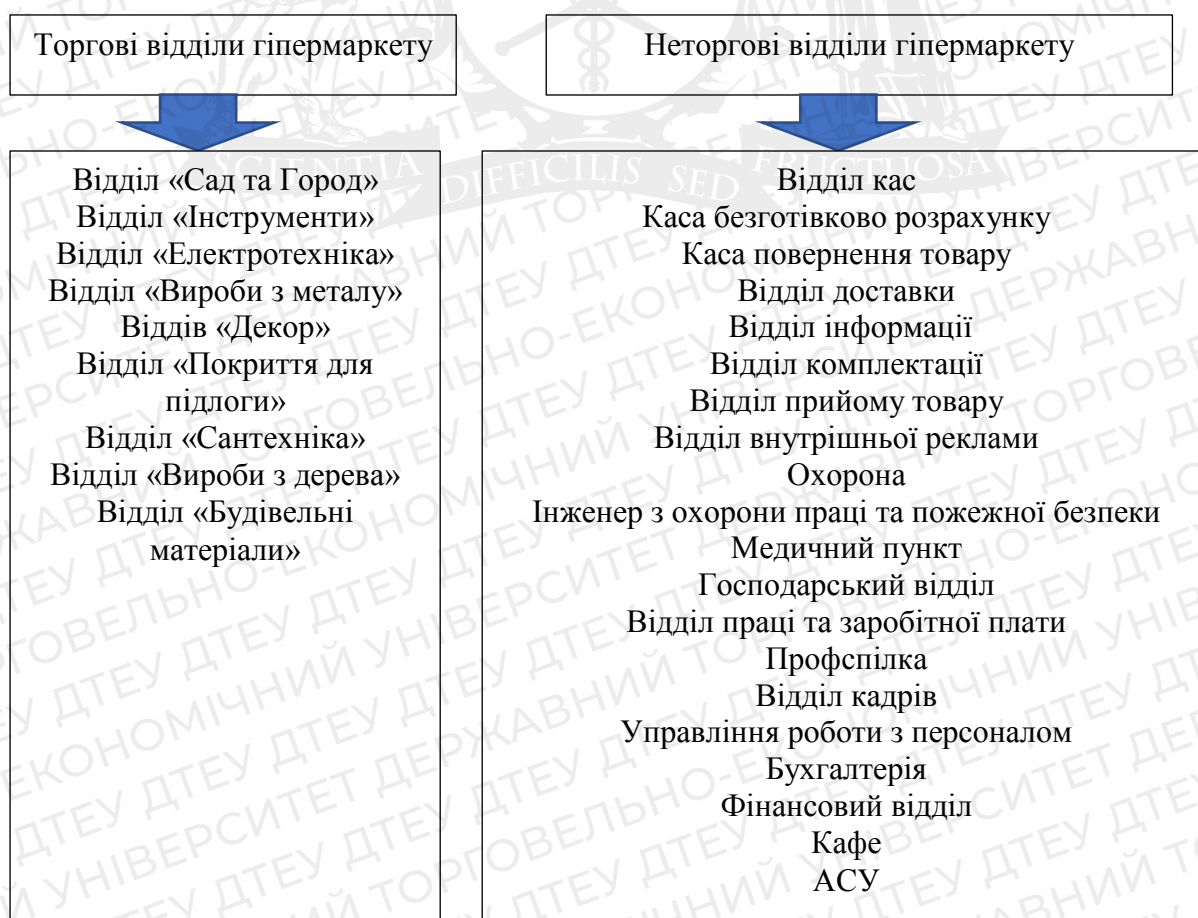 Торгові відділи гіпермаркету
Неторгові відділи гіпермаркету
Відділ «Сад та Город»
Відділ «Інструменти»
Відділ «Електротехніка»
Відділ «Вироби з металу»
Віддів «Декор»
Відділ «Покриття для
підлоги»
Відділ «Сантехніка»
Відділ «Вироби з дерева»
Відділ «Будівельні
матеріали»
Відділ кас
Каса безготівково розрахунку
Каса повернення товару
Відділ доставки
Відділ інформації
Відділ комплектації
Відділ прийому товару
Відділ внутрішньої реклами
Охорона
Інженер з охорони праці та пожежної безпеки
Медичний пункт
Господарський відділ
Відділ праці та заробітної плати
Профспілка
Відділ кадрів
Управління роботи з персоналом
Бухгалтерія
Фінансовий відділ
Кафе
АСУ
SCIENTIA DIFFICILIS SED FRUCTUOSA